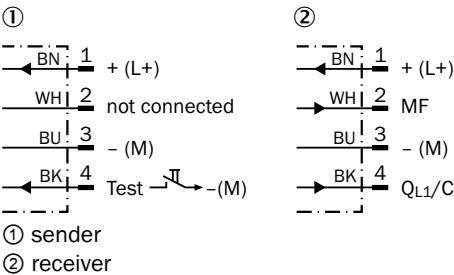 ①
BN 1 + (L+)
WH 2 not connected
BU 3 – (M)
BK 4 Test –(M)
②
BN 1 + (L+)
WH 2 MF
BU 3 – (M)
BK 4 QL1/C
① sender
② receiver